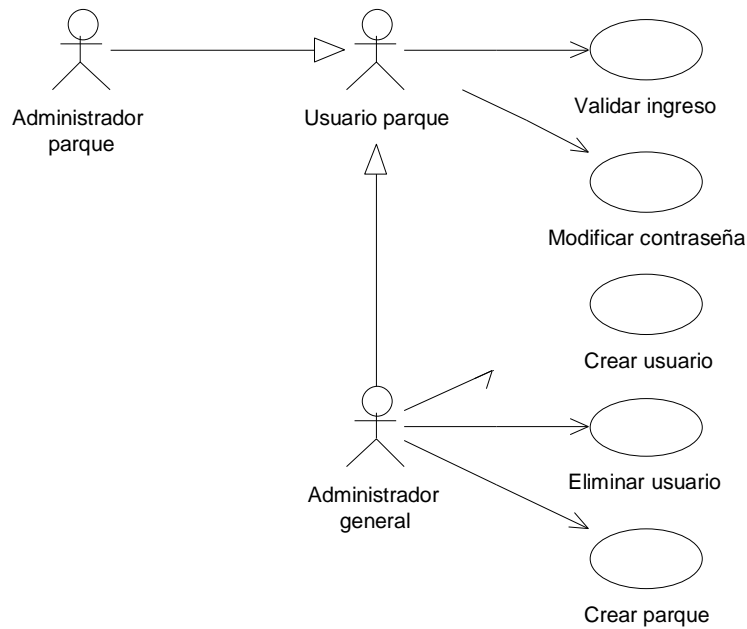 Administrador
parque
Usuario parque
Validar ingreso
Modificar contraseña
Crear usuario
Administrador
general
Eliminar usuario
Crear parque